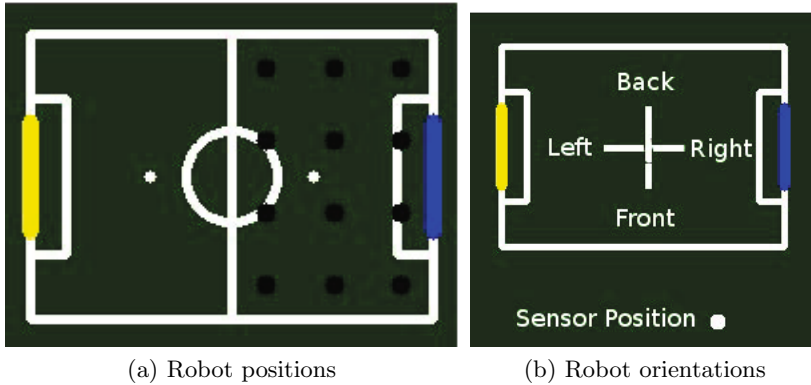 Back
Left Right
Front
Sensor Position
(a) Robot positions
(b) Robot orientations